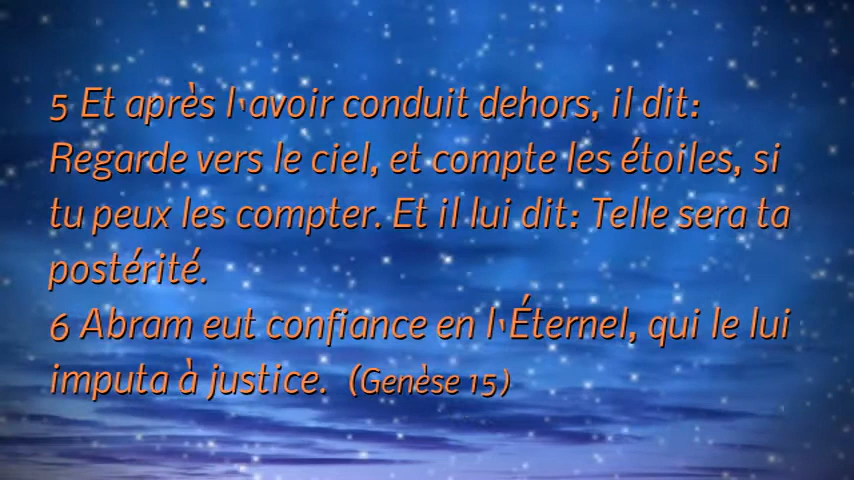 5 Et après l'avoir conduit dehors, il dit:
Regarde vers le ciel, et compte les étoiles, si
tu peux les compter. Et il lui dit: Telle sera ta
postérité.
6 Abram eut confiance en l'Éternel, qui le lui
imputa à justice. (Genèse 15)